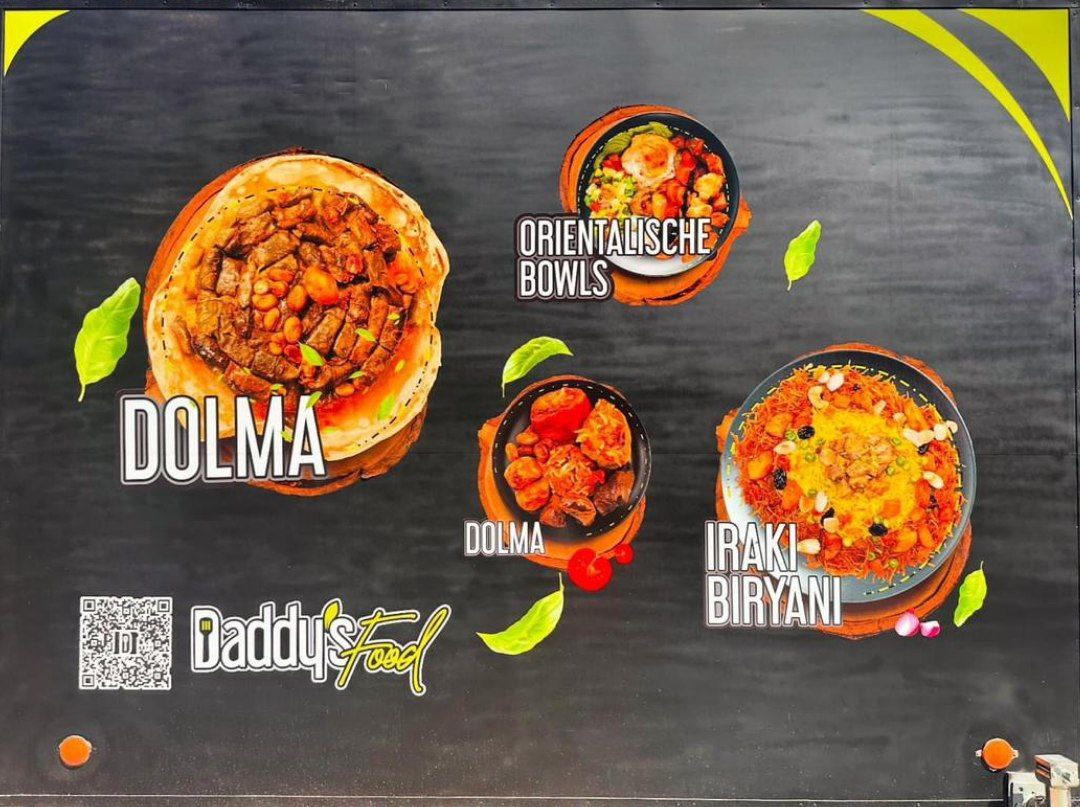 ORIENTALISCHE
BOWLS
DOLMA
DOLMA
IRAKI
BIRYANI
Daddy's Food